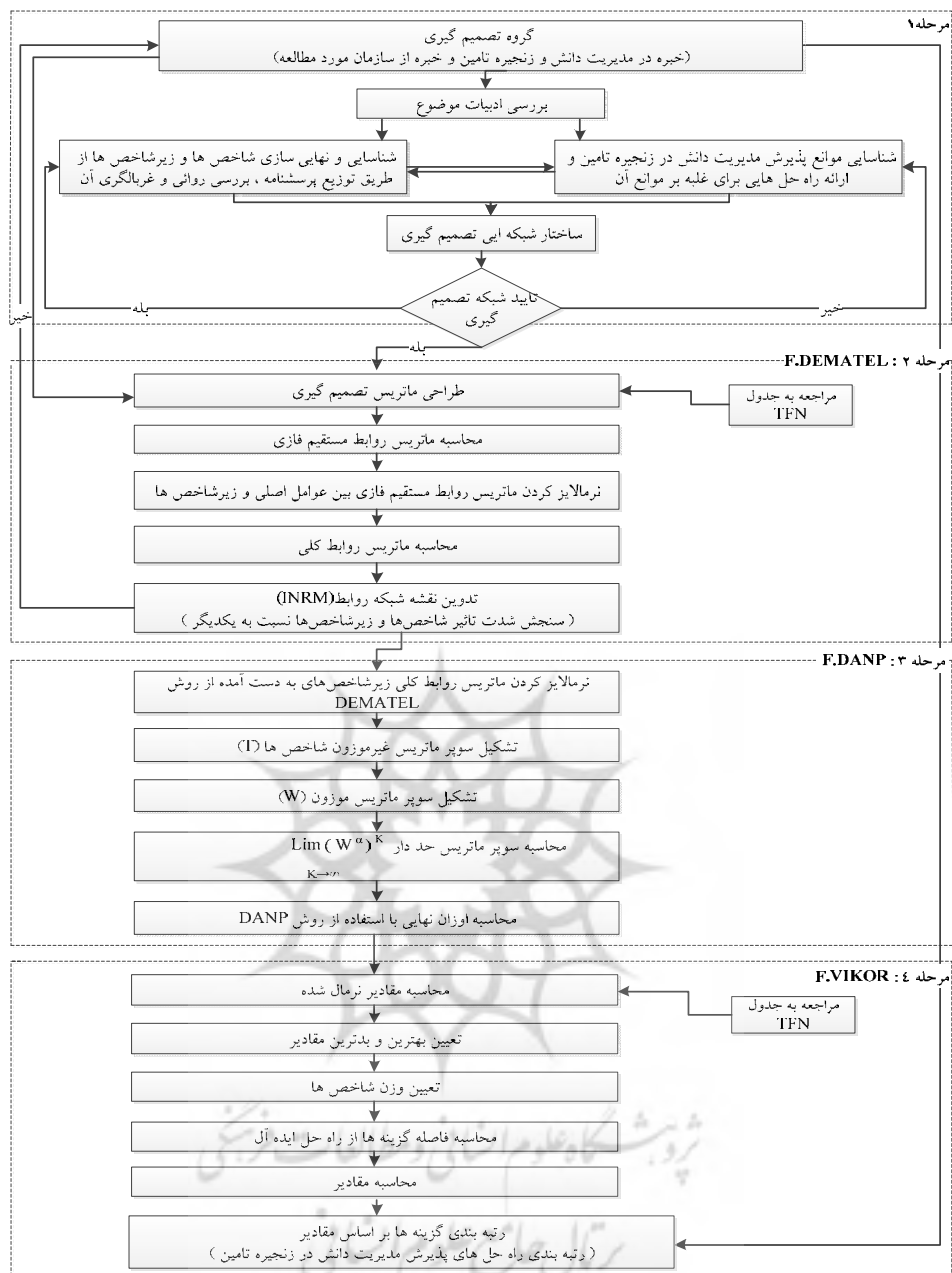 مرحله۱
گروه تصمیم گیری
(خبره در مدیریت دانش و زنجیره تامین و خبره از سازمان مورد مطالعه)
بررسی ادبیات موضوع
شناسایی موانع پذیرش مدیریت دانش در زنجیره تامین و
ارائه راه حل هایی برای غلبه بر موانع آن
شناسایی و نهایی سازی شاخص ها و زیرشاخص ها از
طریق توزیع پرسشنامه ، بررسی روائی و غربالگری آن
ساختار شبکه ایی تصمیم گیری
تایید شبکه تصمیم
گیری
خیر
بله
خیر
بله
مرحله ۲ : F.DEMATEL
طراحی ماتریس تصمیم گیری
مراجعه به جدول
TFN
محاسبه ماتریس روابط مستقیم فازی
نرمالایز کردن ماتریس روابط مستقیم فازی بین عوامل اصلی و زیرشاخص ها
محاسبه ماتریس روابط کلی
تدوین نقشه شبکه روابط(INRM)
( سنجش شدت تاثیر شاخص‌ها و زیرشاخص‌ها نسبت به یکدیگر )
مرحله ۳ : F.DANP
نرمالایز کردن ماتریس روابط کلی زیرشاخص‌های به دست آمده از روش
DEMATEL
تشکیل سوپر ماتریس غیرموزون شاخص ها (T)
تشکیل سوپر ماتریس موزون (W)
محاسبه سوپر ماتریس حد دار Lim ( W α ) K
K→∞
محاسبه اوزان نهایی با استفاده از روش DANP
مرحله ٤ : F.VIKOR
محاسبه مقادیر نرمال شده
مراجعه به جدول
TFN
تعیین بهترین و بدترین مقادیر
تعیین وزن شاخص ها
محاسبه فاصله گزینه ها از راه حل ایده آل
محاسبه مقادیر
رتبه بندی گزینه ها بر اساس مقادیر
( رتبه بندی راه حل های پذیرش مدیریت دانش در زنجیره تامین )
پژوهشگاه علوم انسانی و مطالعات فرهنگی
پرتال جامع علوم انسانی